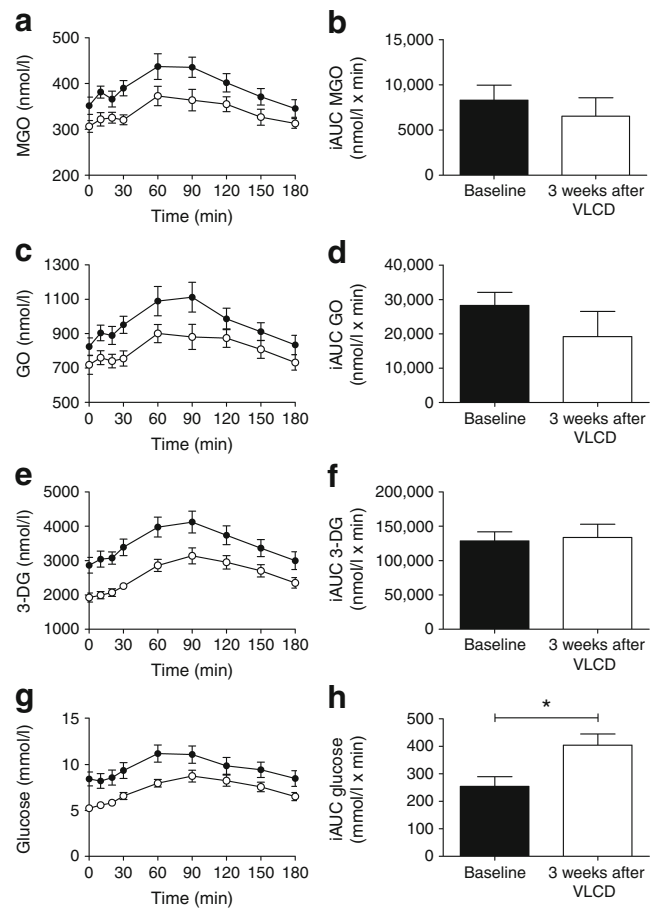 a
500
400
300
200
MGO (nmol/l)
0 30 60 90 120 150 180
Time (min)
b
15,000
10,000
5000
0
iAUC MGO
(nmol/l x min)
Baseline 3 weeks after
VLCD
c
1300
1100
900
700
500
GO (nmol/l)
0 30 60 90 120 150 180
Time (min)
d
40,000
30,000
20,000
10,000
0
iAUC GO
(nmol/l x min)
Baseline 3 weeks after
VLCD
e
5000
4000
3000
2000
1000
3-DG (nmol/l)
0 30 60 90 120 150 180
Time (min)
f
200,000
150,000
100,000
50,000
0
iAUC 3-DG
(nmol/l x min)
Baseline 3 weeks after
VLCD
g
15
10
5
0
Glucose (mmol/l)
0 30 60 90 120 150 180
Time (min)
h
500
400
300
200
100
0
iAUC glucose
(mmol/l x min)
*
Baseline 3 weeks after
VLCD